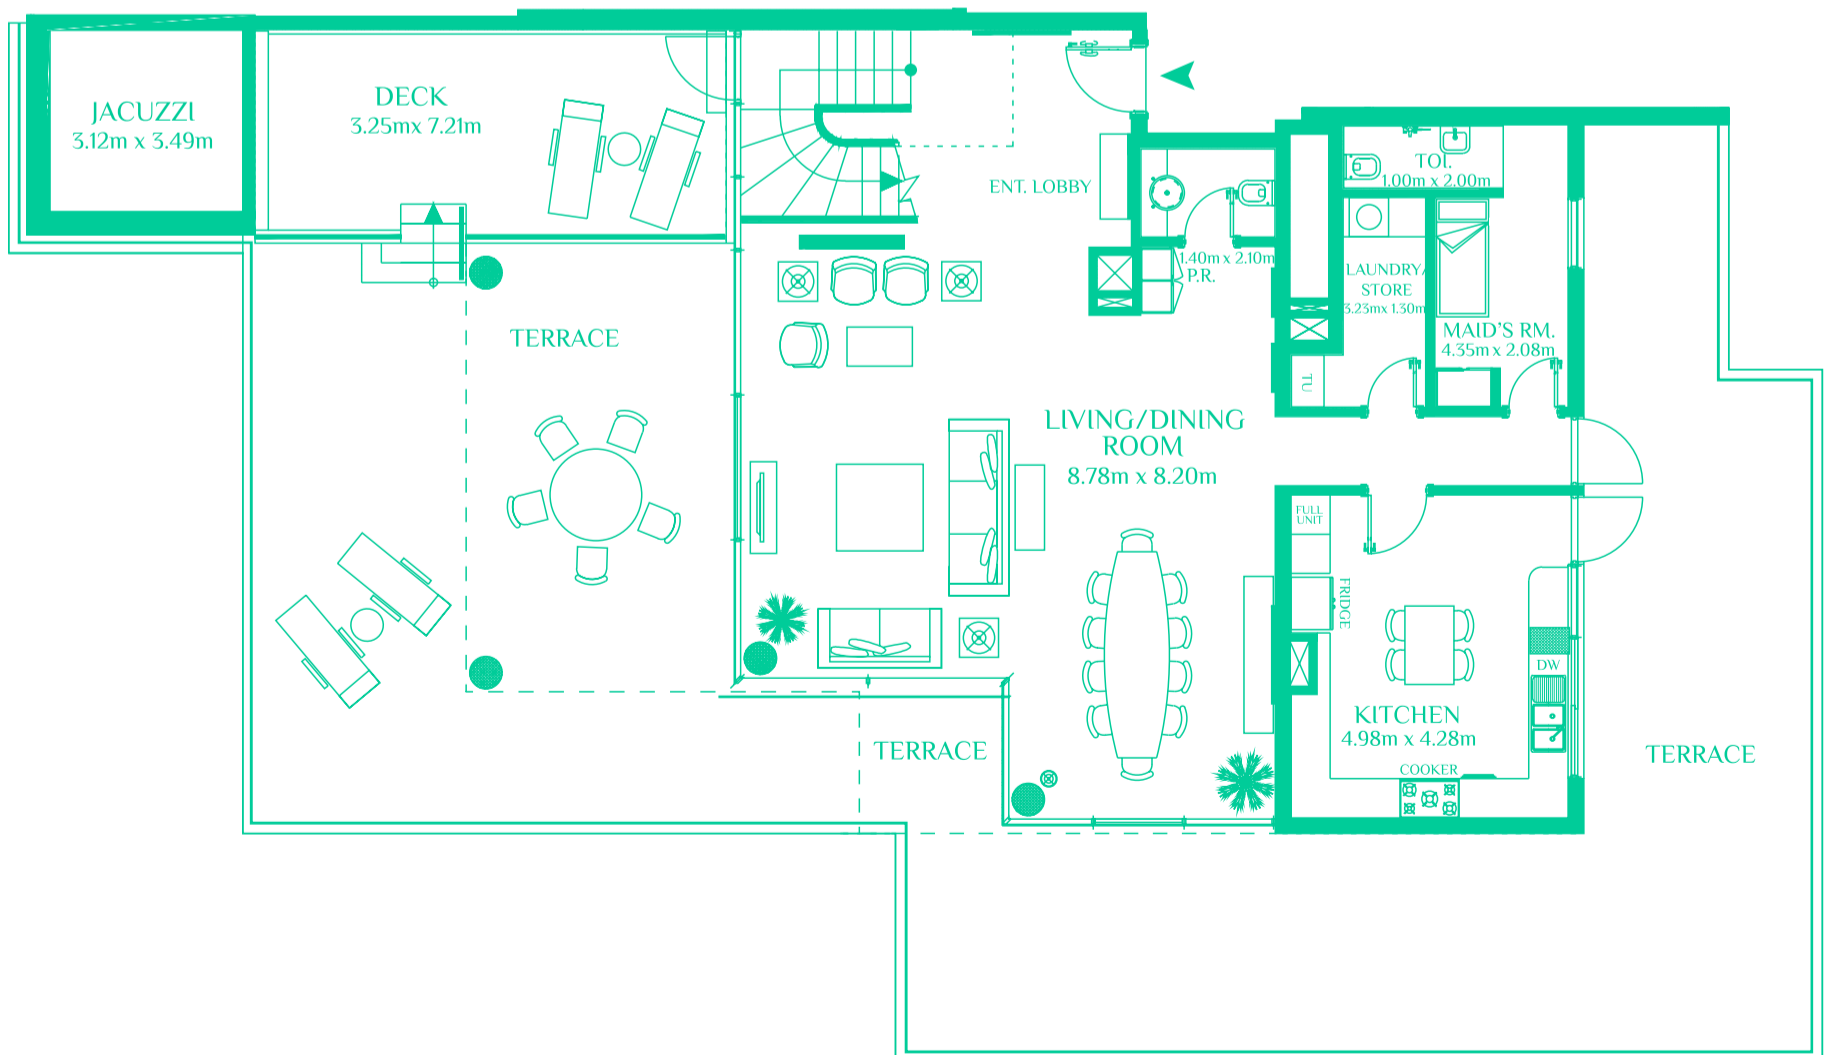 JACUZZI
3.12m x 3.49m
DECK
3.25mx 7.21m
ENT. LOBBY
TOI.
1.00m x 2.00m
1.40m x 2.10m
P.R.
LAUNDRY/
STORE
3.23mx 1.30m
MAID'S RM.
4.35m x 2.08m
TERRACE
TU
LIVING/DINING
ROOM
8.78m x 8.20m
FULL
UNIT
FRIDGE
DW
KITCHEN
4.98m x 4.28m
COOKER
TERRACE
TERRACE